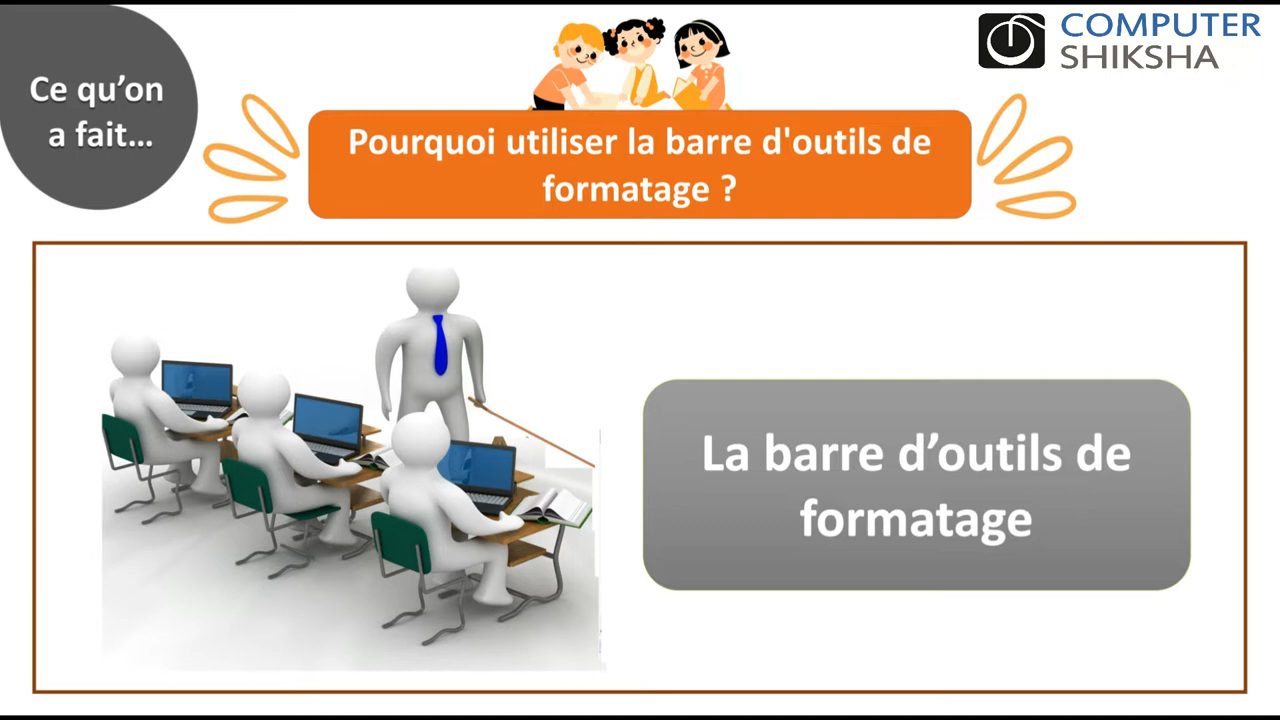 COMPUTER
SHIKSHA
Ce qu’on
a fait...
Pourquoi utiliser la barre d'outils de
formatage ?
La barre d’outils de
formatage